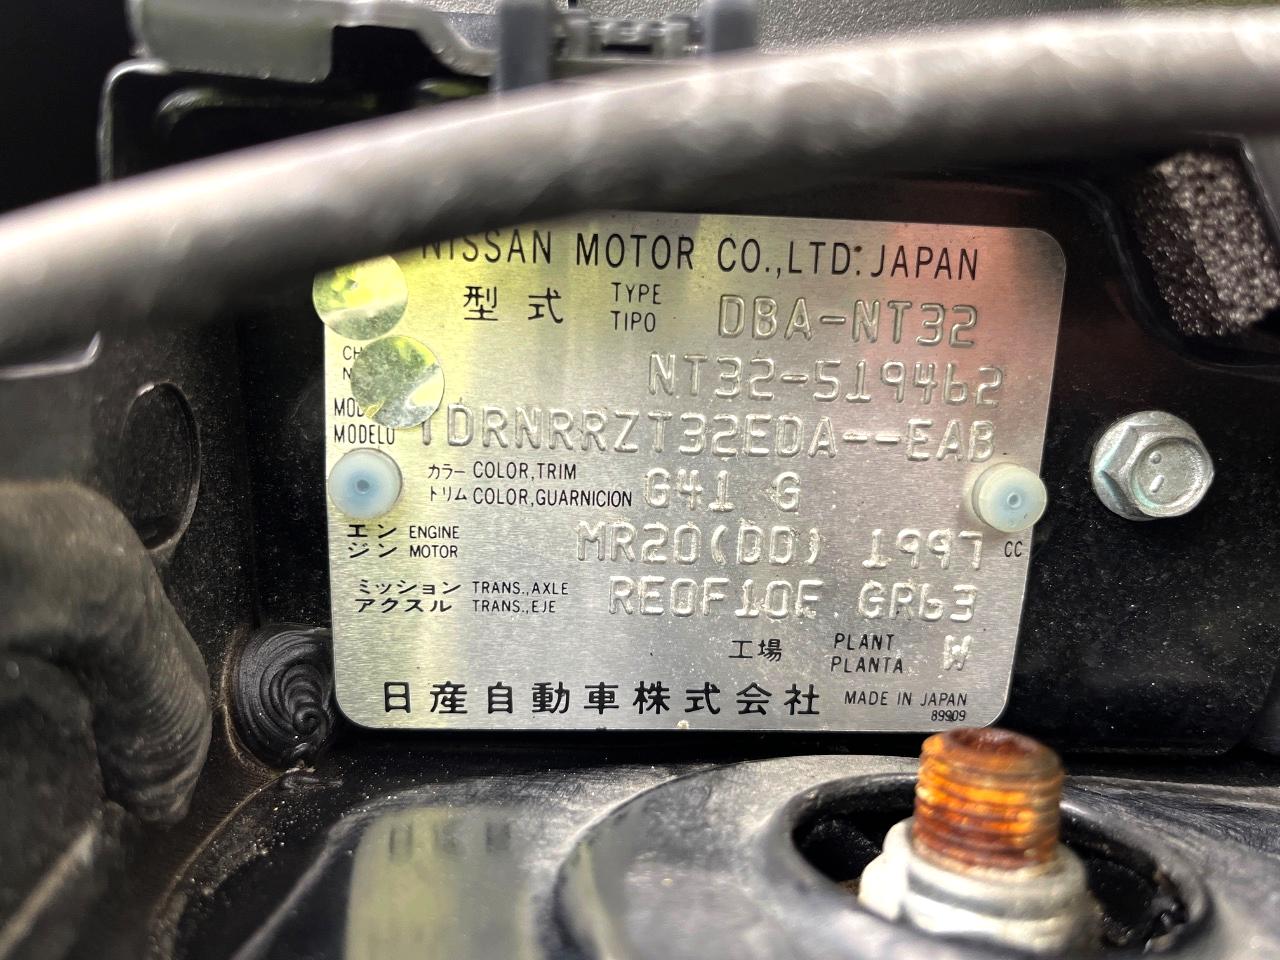 NISSAN MOTOR CO.,LTD. JAPAN
型式 TYPE TIPO DBA-NT32
NT32-519462
MODELO TDRNRRZT32EDA--EAB
カラー COLOR,TRIM
トリム COLOR,GUARNICION G41 G
エンジン ENGINE MOTOR MR20(DD) 1997 CC
ミッション TRANS.,AXLE
アクスル TRANS.,EJE RE0F10F GR63
工場 PLANT PLANTA W
日産自動車株式会社 MADE IN JAPAN
89909